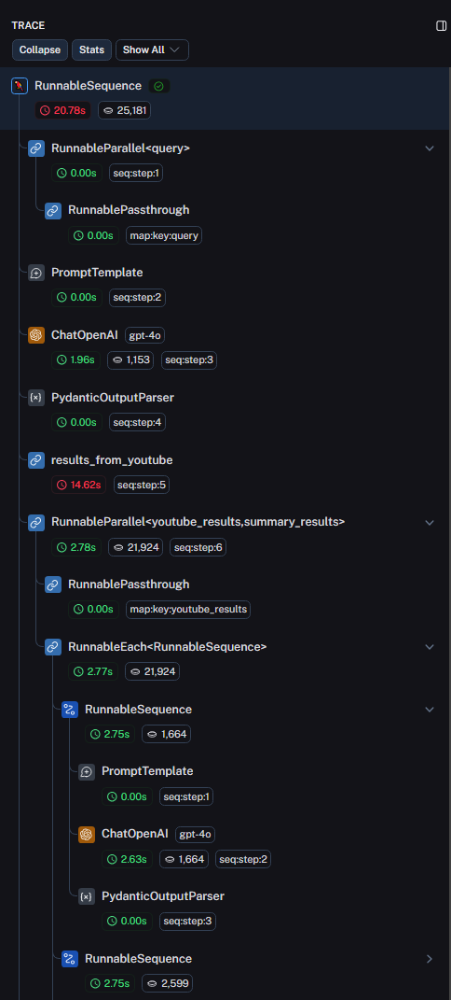 TRACE
Collapse Stats Show All
RunnableSequence
20.78s 25,181
RunnableParallel<query>
0.00s seq:step:1
RunnablePassthrough
0.00s map:key:query
PromptTemplate
0.00s seq:step:2
ChatOpenAI gpt-4o
1.96s 1,153 seq:step:3
PydanticOutputParser
0.00s seq:step:4
results_from_youtube
14.62s seq:step:5
RunnableParallel<youtube_results,summary_results>
2.78s 21,924 seq:step:6
RunnablePassthrough
0.00s map:key:youtube_results
RunnableEach<RunnableSequence>
2.77s 21,924
RunnableSequence
2.75s 1,664
PromptTemplate
0.00s seq:step:1
ChatOpenAI gpt-4o
2.63s 1,664 seq:step:2
PydanticOutputParser
0.00s seq:step:3
RunnableSequence
2.75s 2,599